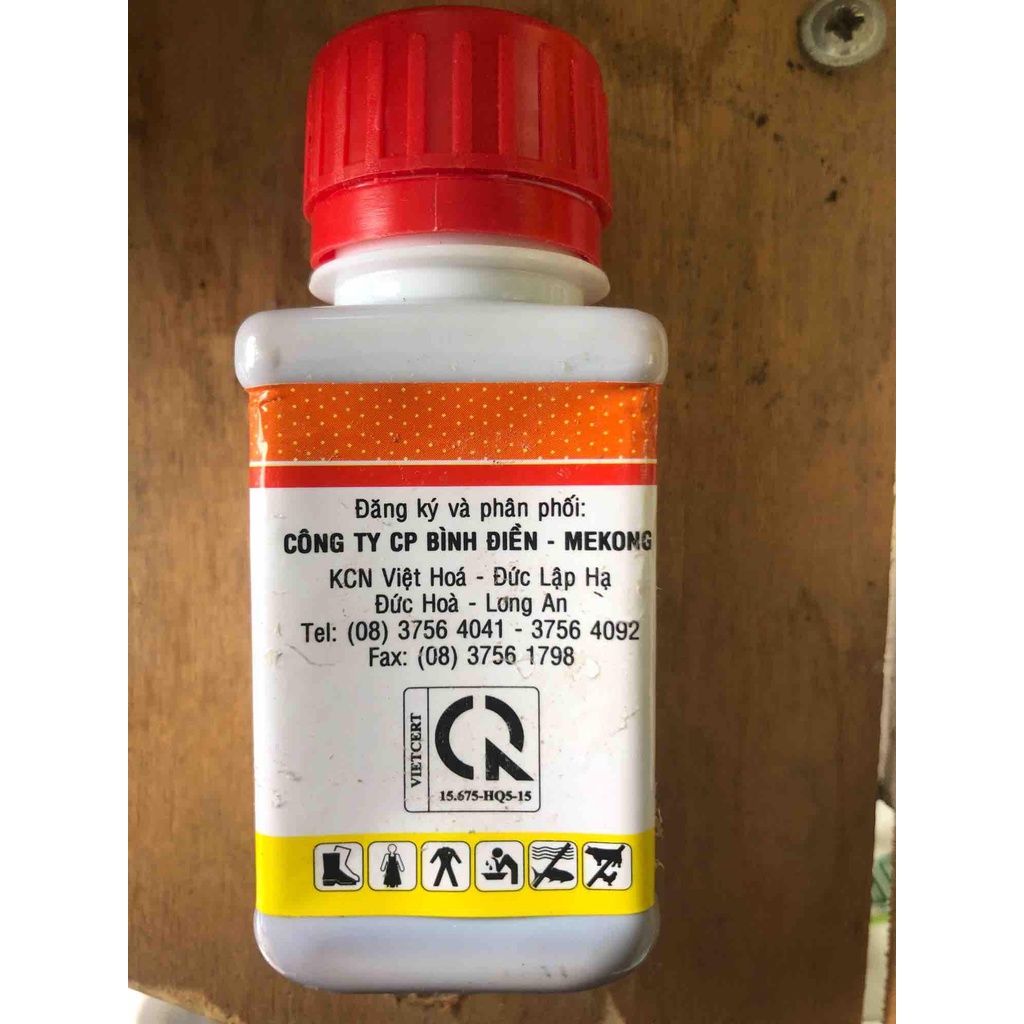 Đăng ký và phân phối:
CÔNG TY CP BÌNH ĐIỀN - MEKONG
KCN Việt Hoá - Đức Lập Hạ
Đức Hoà - Long An
Tel: (08) 3756 4041 - 3756 4092
Fax: (08) 3756 1798
VIETCERT
CR
15.675-HQ5-15